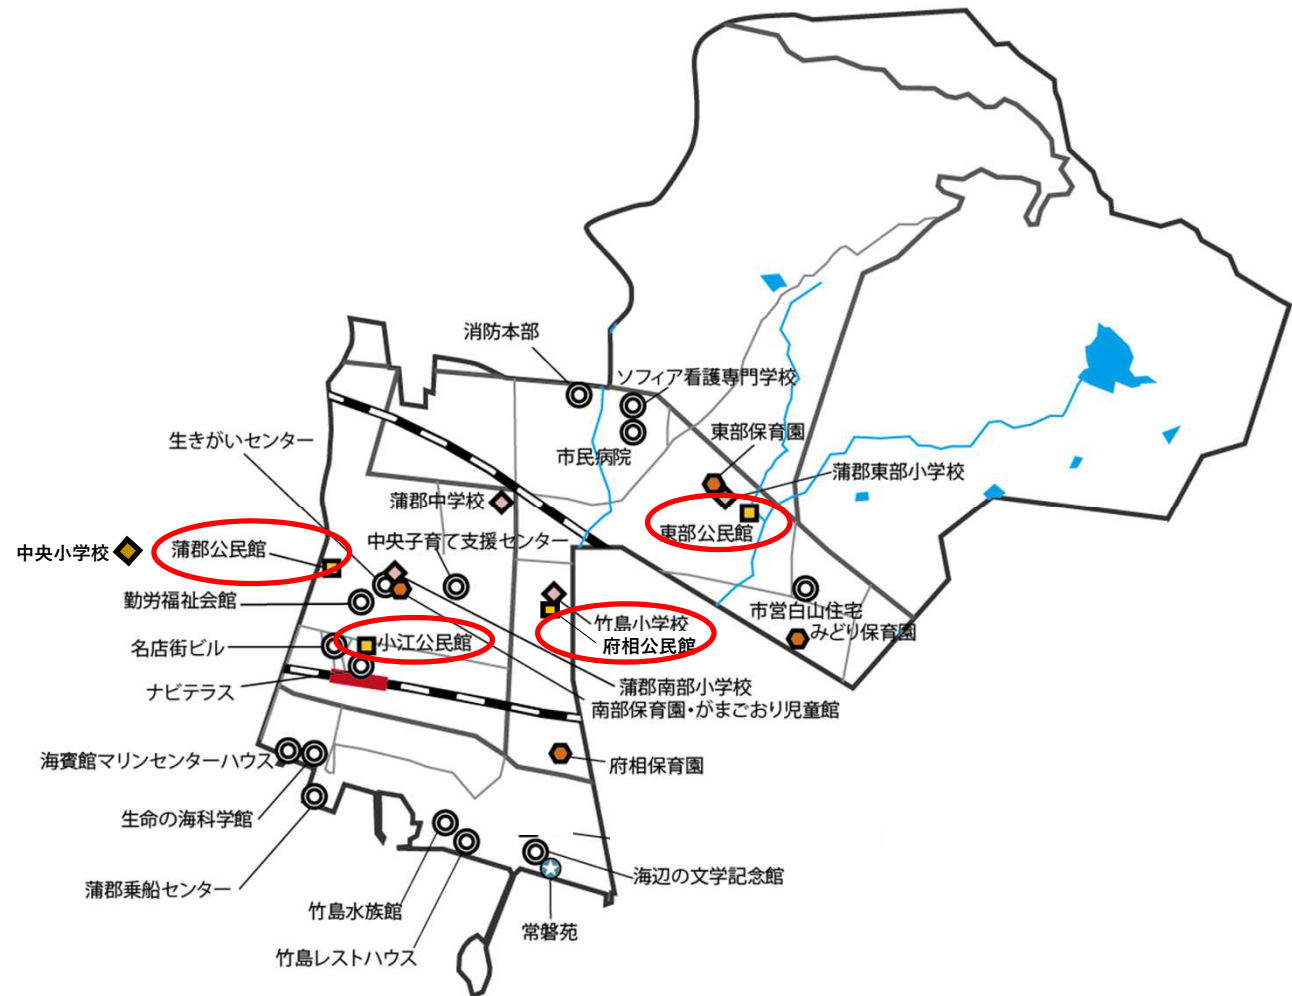 消防本部
ソフィア看護専門学校
生きがいセンター
東部保育園
市民病院
蒲郡東部小学校
蒲郡中学校
東部公民館
中央子育て支援センター
中央小学校
蒲郡公民館
勤労福祉会館
市営白山住宅
竹島小学校
みどり保育園
府相公民館
小江公民館
名店街ビル
ナビテラス
蒲郡南部小学校
南部保育園・がまごおり児童館
海賓館マリンセンターハウス
府相保育園
生命の海科学館
海辺の文学記念館
蒲郡乗船センター
竹島水族館
常磐苑
竹島レストハウス